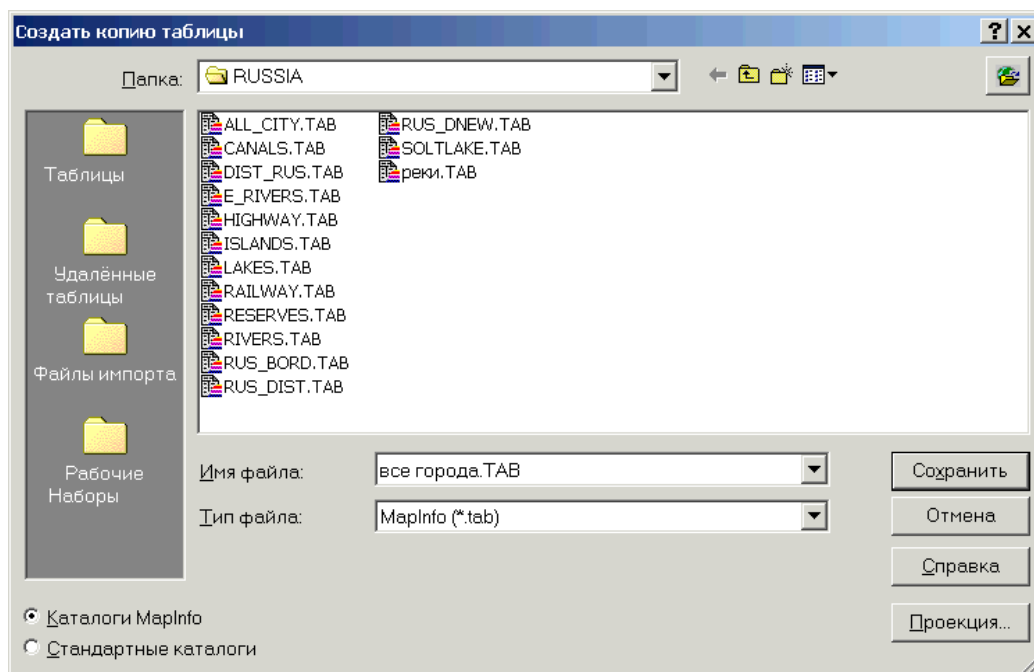 Создать копию таблицы
Папка: RUSSIA
Таблицы
Удалённые
таблицы
Файлы импорта
Рабочие
Наборы
ALL_CITY.TAB
CANALS.TAB
DIST_RUS.TAB
E_RIVERS.TAB
HIGHWAY.TAB
ISLANDS.TAB
LAKES.TAB
RAILWAY.TAB
RESERVES.TAB
RIVERS.TAB
RUS_BORD.TAB
RUS_DIST.TAB
RUS_DNEW.TAB
SOLTLAKE.TAB
реки.TAB
Имя файла: все города.TAB
Сохранить
Тип файла: MapInfo (*.tab)
Отмена
Справка
Каталоги MapInfo
Проекция...
Стандартные каталоги